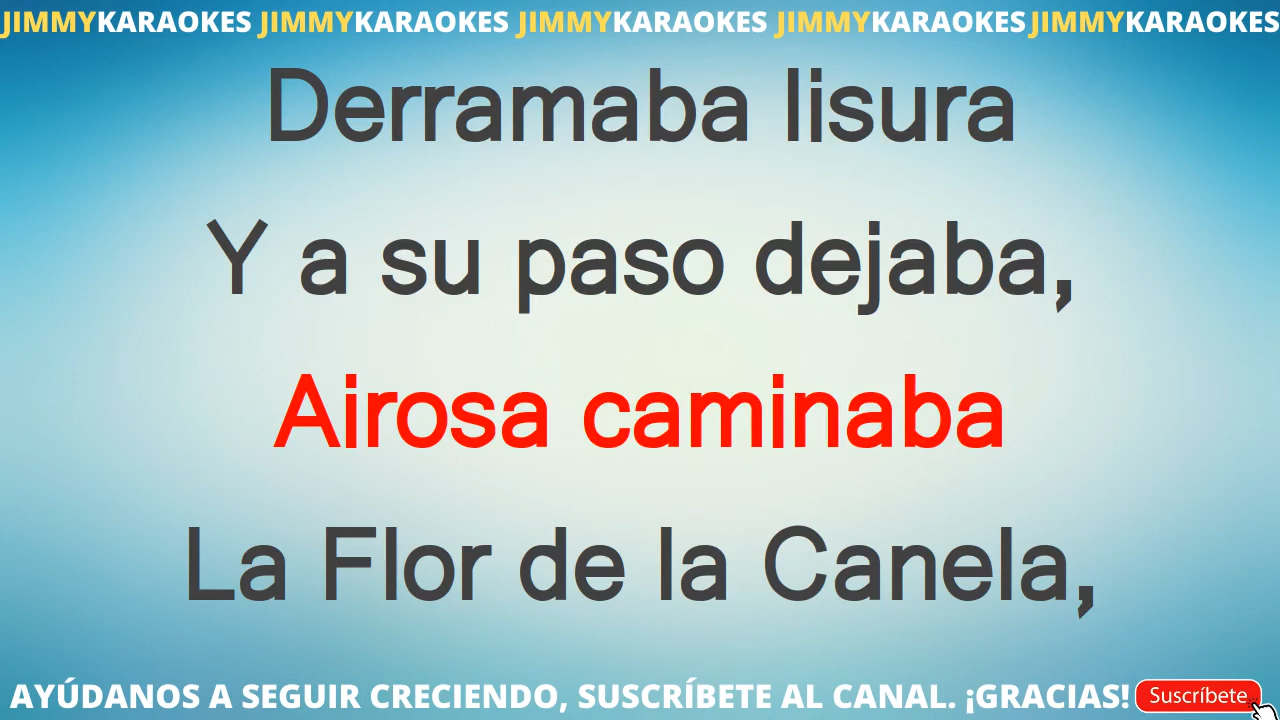 JIMMYKARAOKES JIMMYKARAOKES JIMMYKARAOKES JIMMYKARAOKES JIMMYKARAOKES
Derramaba lisura
Y a su paso dejaba,
Airosa caminaba
La Flor de la Canela,
AYÚDANOS A SEGUIR CRECIENDO, SUSCRÍBETE AL CANAL. ¡GRACIAS! Suscríbete